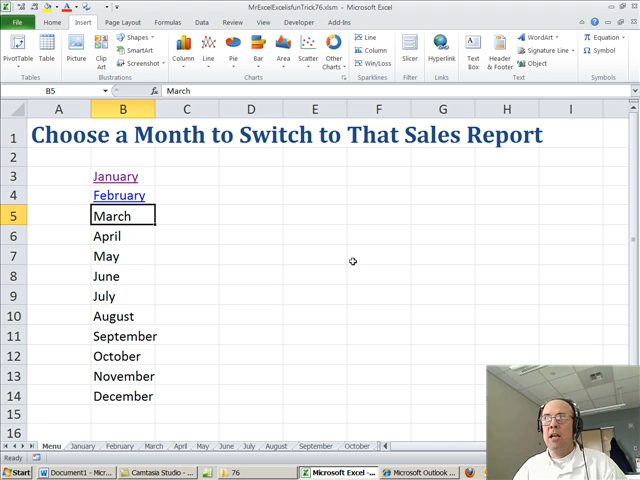 MrExcelExcelisfunTrick76.xlsm - Microsoft Excel
File Home Insert Page Layout Formulas Data Review View Developer Add-Ins
PivotTable Table Picture Clip Art Shapes SmartArt Screenshot Column Line Pie Bar Area Scatter Other Charts Line Column Win/Loss Slicer Hyperlink Text Box Header & Footer WordArt Signature Line Object Equation Symbol
Tables Illustrations Charts Sparklines Filter Links Text Symbols
B5 fx March
A B C D E F G H I
1 Choose a Month to Switch to That Sales Report
2
3 January
4 February
5 March
6 April
7 May
8 June
9 July
10 August
11 September
12 October
13 November
14 December
15
16
Menu January February March April May June July August September October
Start Document1 - Micr... Camtasia Studio - ... 76 Microsoft Excel -... Microsoft Outlook ...